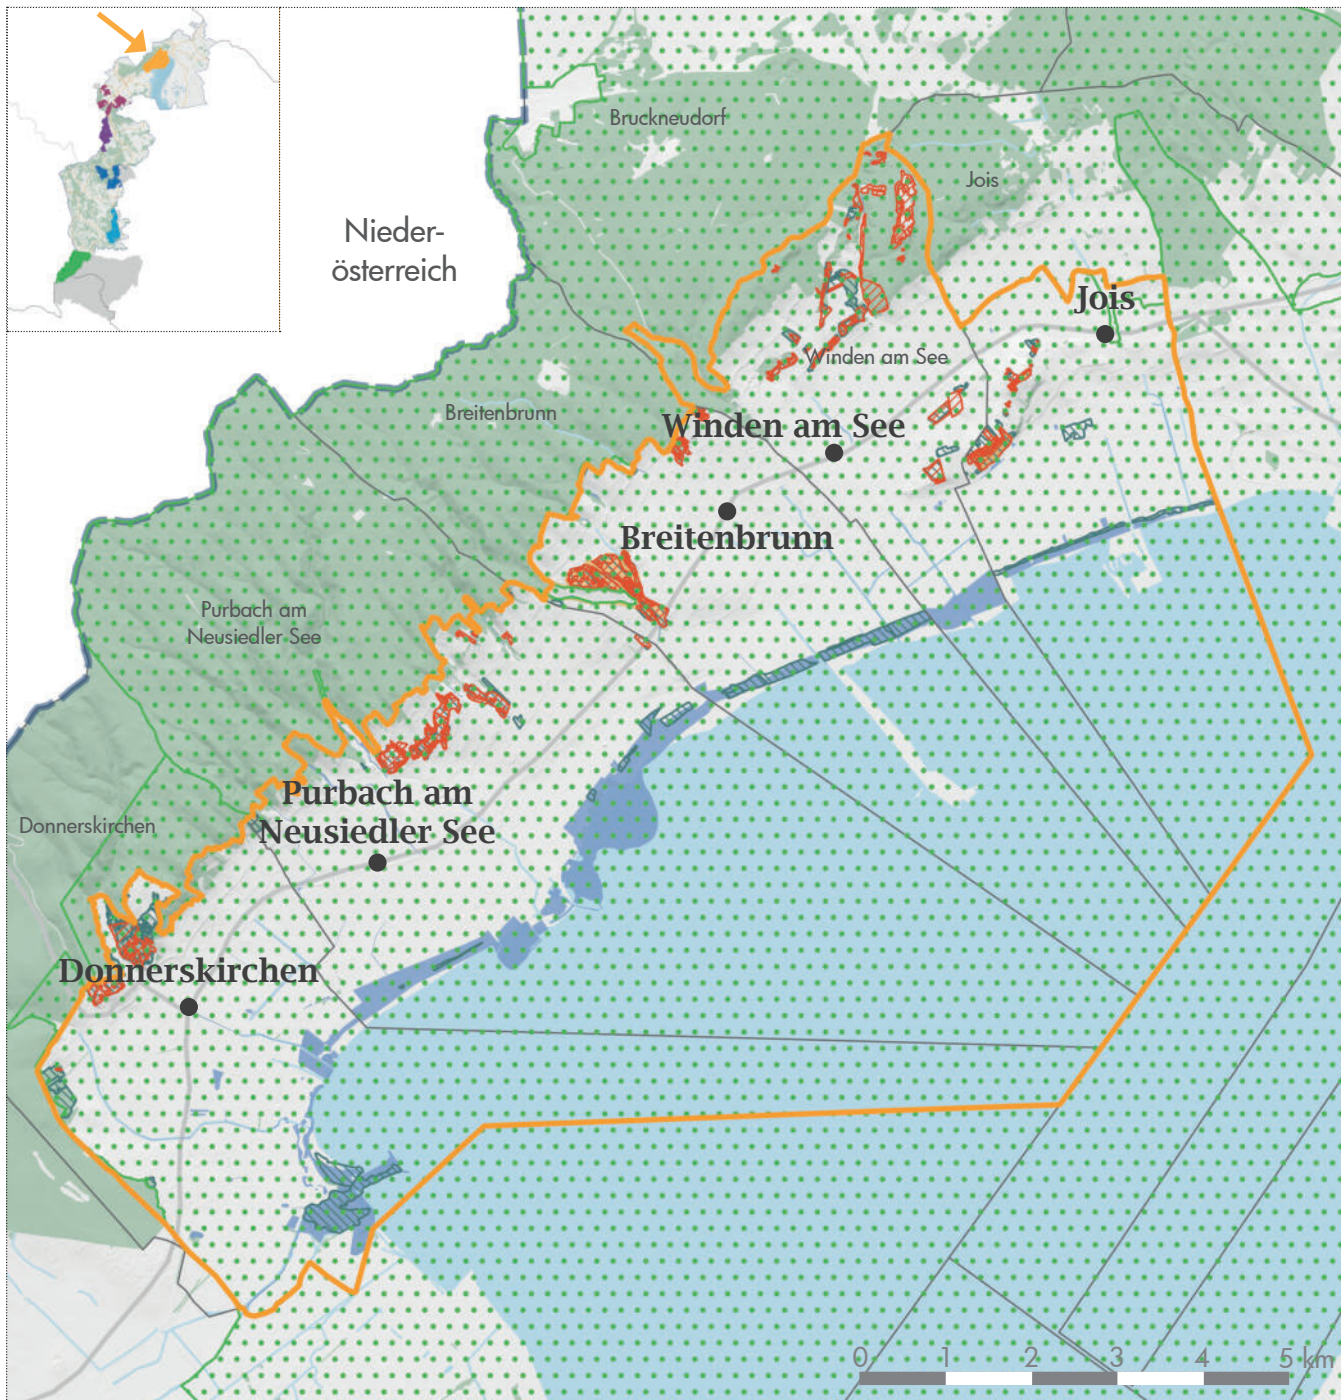 Bruckneudorf
Jois
Nieder-
österreich
Jois
Winden am See
Breitenbrunn
Winden am See
Breitenbrunn
Purbach am
Neusiedler See
Purbach am
Neusiedler See
Donnerskirchen
Donnerskirchen
0 1 2 3 4 5 km